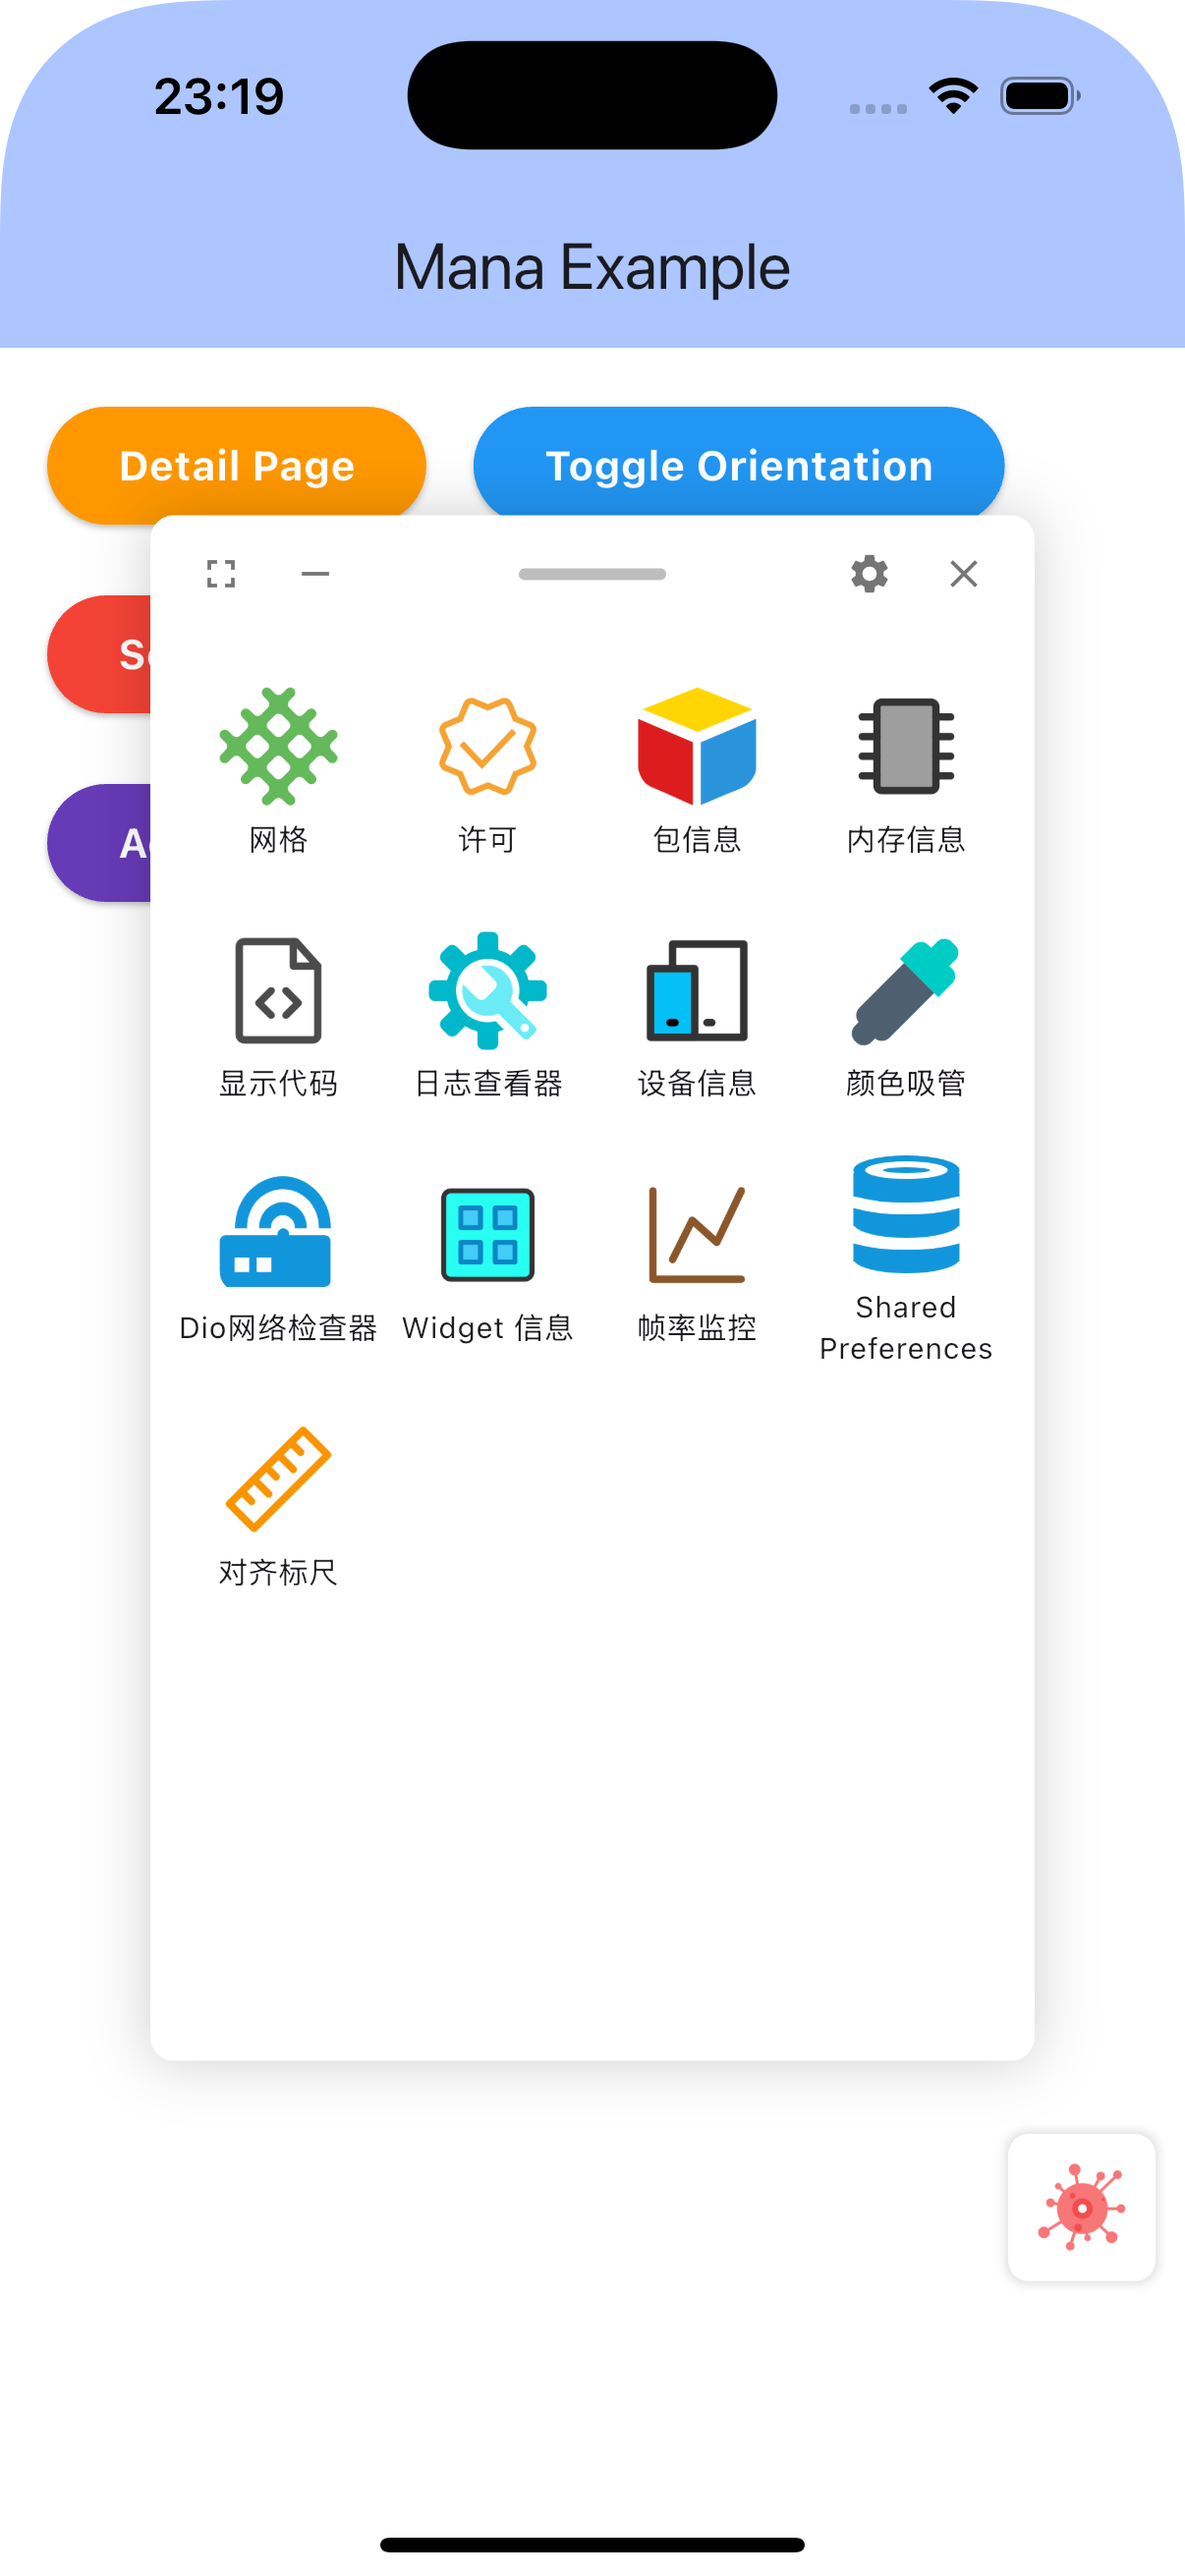 23:19
Mana Example
Detail Page
Toggle Orientation
网格
许可
包信息
内存信息
显示代码
日志查看器
设备信息
颜色吸管
Dio网络检查器
Widget 信息
帧率监控
Shared
Preferences
对齐标尺